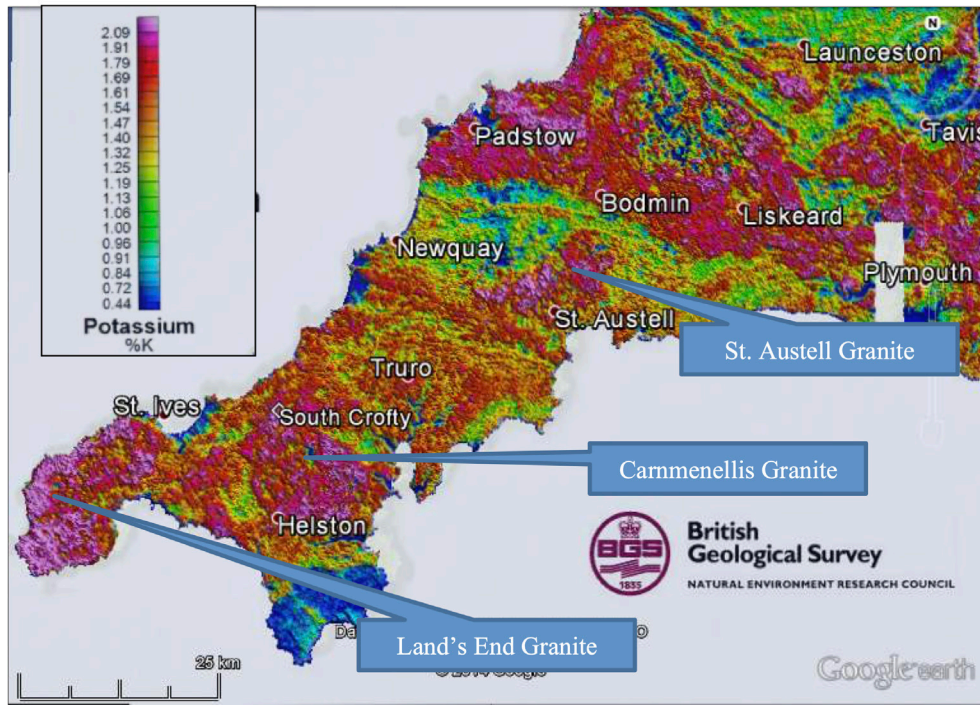 2.09
1.91
1.79
1.69
1.61
1.54
1.47
1.40
1.32
1.25
1.19
1.13
1.06
1.00
0.96
0.91
0.84
0.72
0.44
Potassium
%K
N
Launceston
Tavis
Padstow
Bodmin
Liskeard
Newquay
Plymouth
St. Austell
St. Austell Granite
Truro
St. Ives
South Crofty
Carnmenellis Granite
Helston
BGS
1835
British
Geological Survey
NATURAL ENVIRONMENT RESEARCH COUNCIL
Da
O
Land's End Granite
25 km
Google earth